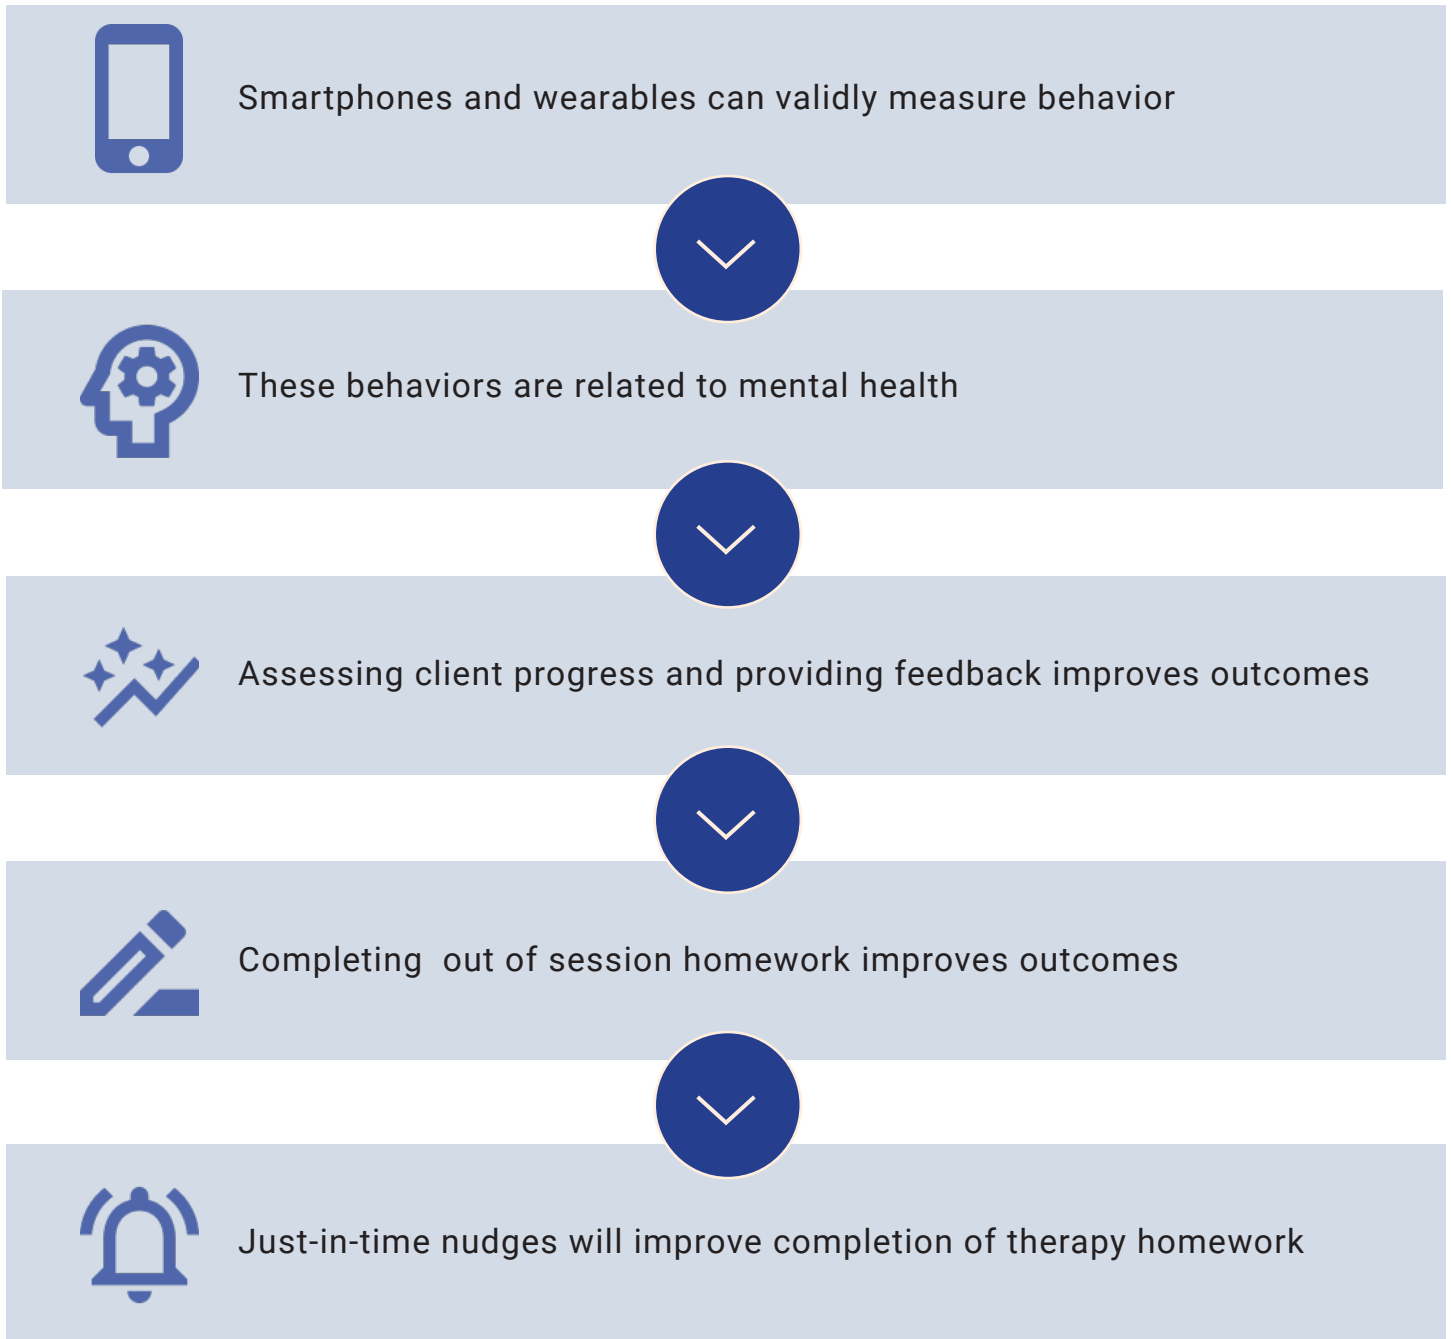 Smartphones and wearables can validly measure behavior
These behaviors are related to mental health
Assessing client progress and providing feedback improves outcomes
Completing  out of session homework improves outcomes
Just-in-time nudges will improve completion of therapy homework